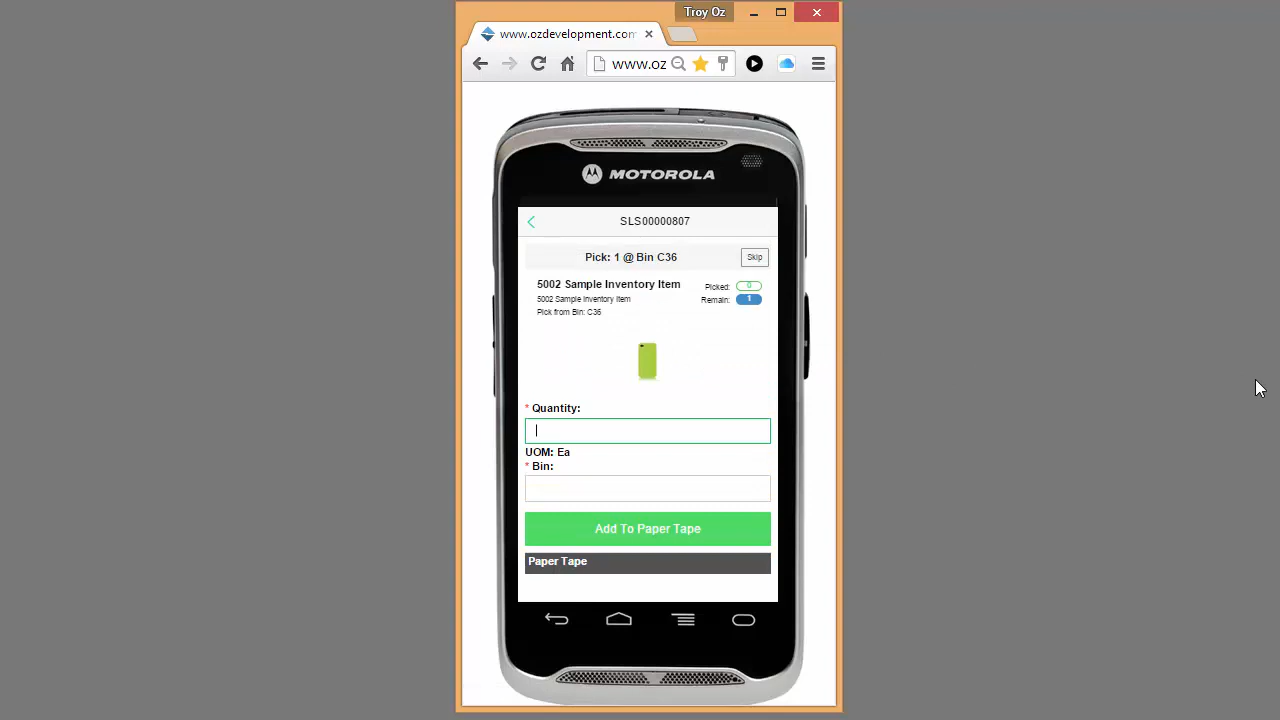 Troy Oz
www.ozdevelopment.com
www.oz
MOTOROLA
SLS00000807
Pick: 1 @ Bin C36
Skip
5002 Sample Inventory Item
Picked: 0
5002 Sample Inventory Item
Remain: 1
Pick from Bin: C36
* Quantity:
UOM: Ea
* Bin:
Add To Paper Tape
Paper Tape